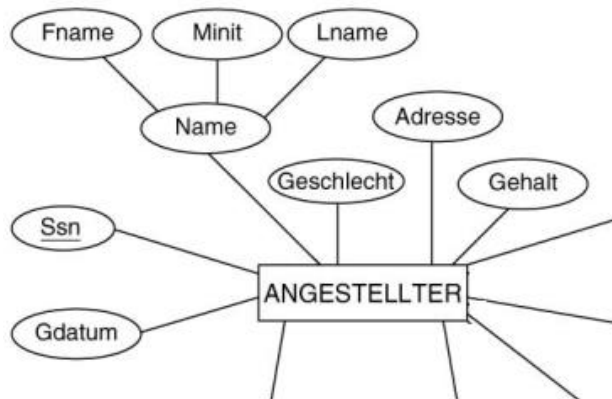 Fname
Minit
Lname
Name
Adresse
Geschlecht
Gehalt
Ssn
ANGESTELLTER
Gdatum